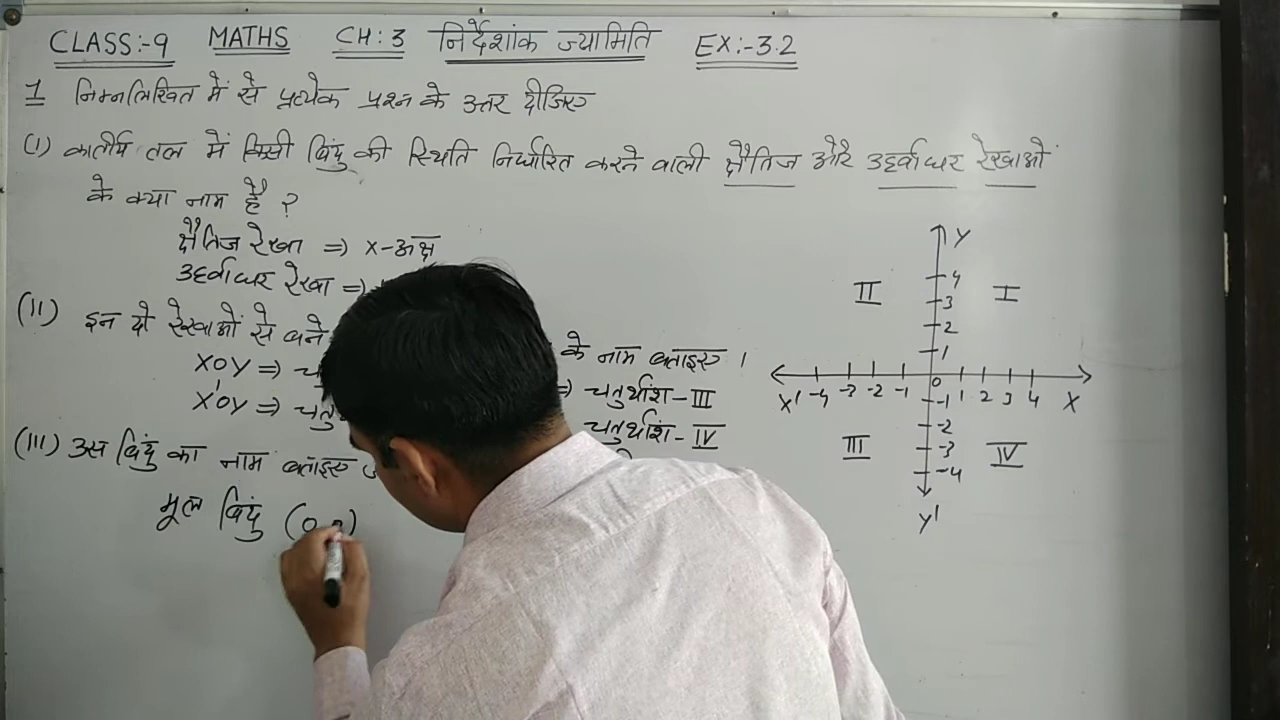 CLASS:-9 MATHS CH:3 निर्देशांक ज्यामिति EX:-3.2
1 निम्नलिखित में से प्रत्येक प्रश्न के उत्तर दीजिए
(I) कार्तीय तल में किसी बिंदु की स्थिति निर्धारित करने वाली क्षैतिज और उर्ध्वाधर रेखाओं
के क्या नाम हैं ?
क्षैतिज रेखा => X-अक्ष
उर्ध्वाधर रेखा =>
(II) इन दो रेखाओं से बने के नाम बताइए ।
XOY => => चतुर्थांश-III
X'OY => चतुर्थांश-IV
(III) उस बिंदु का नाम बताइए
मूल बिंदु (0,0)
Y
4
II 3 I
2
1
X' -4 -3 -2 -1 0 1 2 3 4 X
-1
-2
III -3 IV
-4
Y'